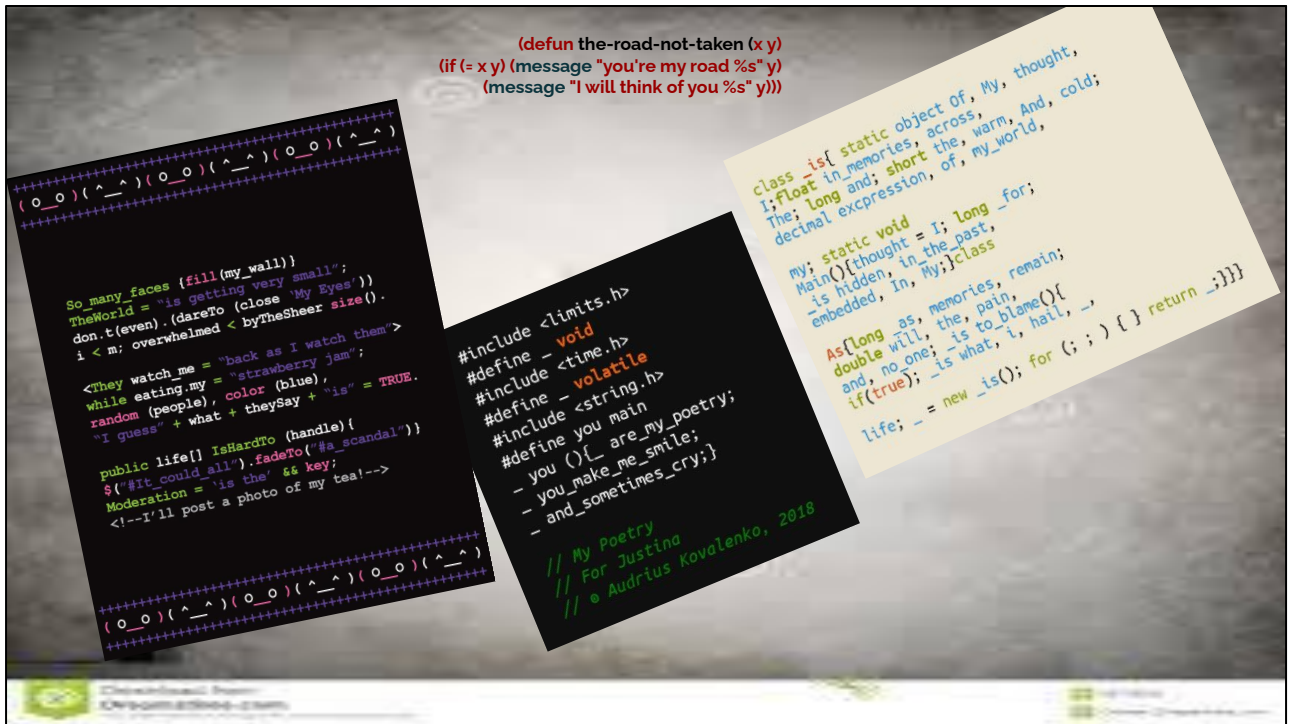 (defun the-road-not-taken (x y)
(if (= x y) (message "you're my road %s" y)
(message "I will think of you %s" y)))
++++++++++++++++++++++++++++++++++++++++++
( O__O )( ^__^ )( O__O )( ^__^ )( O__O )( ^__^ )
++++++++++++++++++++++++++++++++++++++++++
So_many_faces {fill(my_wall)}
TheWorld = "is getting very small";
don.t(even).(dareTo (close 'My Eyes'))
i < m; overwhelmed < byTheSheer size().
<They watch_me = "back as I watch them">
while eating.my = "strawberry jam";
random (people), color (blue),
"I guess" + what + theySay + "is" = TRUE.
public life[] IsHardTo (handle){
$("#It_could_all").fadeTo("#a_scandal")}
Moderation = 'is the' && key;
<!--I'll post a photo of my tea!-->
++++++++++++++++++++++++++++++++++++++++++
( O__O )( ^__^ )( O__O )( ^__^ )( O__O )( ^__^ )
++++++++++++++++++++++++++++++++++++++++++
#include <limits.h>
#define _ void
#include <time.h>
#define _ volatile
#include <string.h>
#define you main
_ you (){_ are_my_poetry;
_ you_make_me_smile;
_ and_sometimes_cry;}
// My Poetry
// For Justina
// © Audrius Kovalenko, 2018
class _is{ static object Of, My, thought,
I;float in_memories, across,
The; long and; short the, warm, And, cold;
decimal excpression, of, my_world,
my; static void
Main(){thought = I; long _for;
_is hidden, in_the_past,
embedded, In, My;}class
As{long _as, memories, remain;
double will, the, pain,
and, no_one; _is to_blame(){
if(true); _is what, i, hail, _,
life; _ = new _is(); for (; ; ) { } return _;}}}